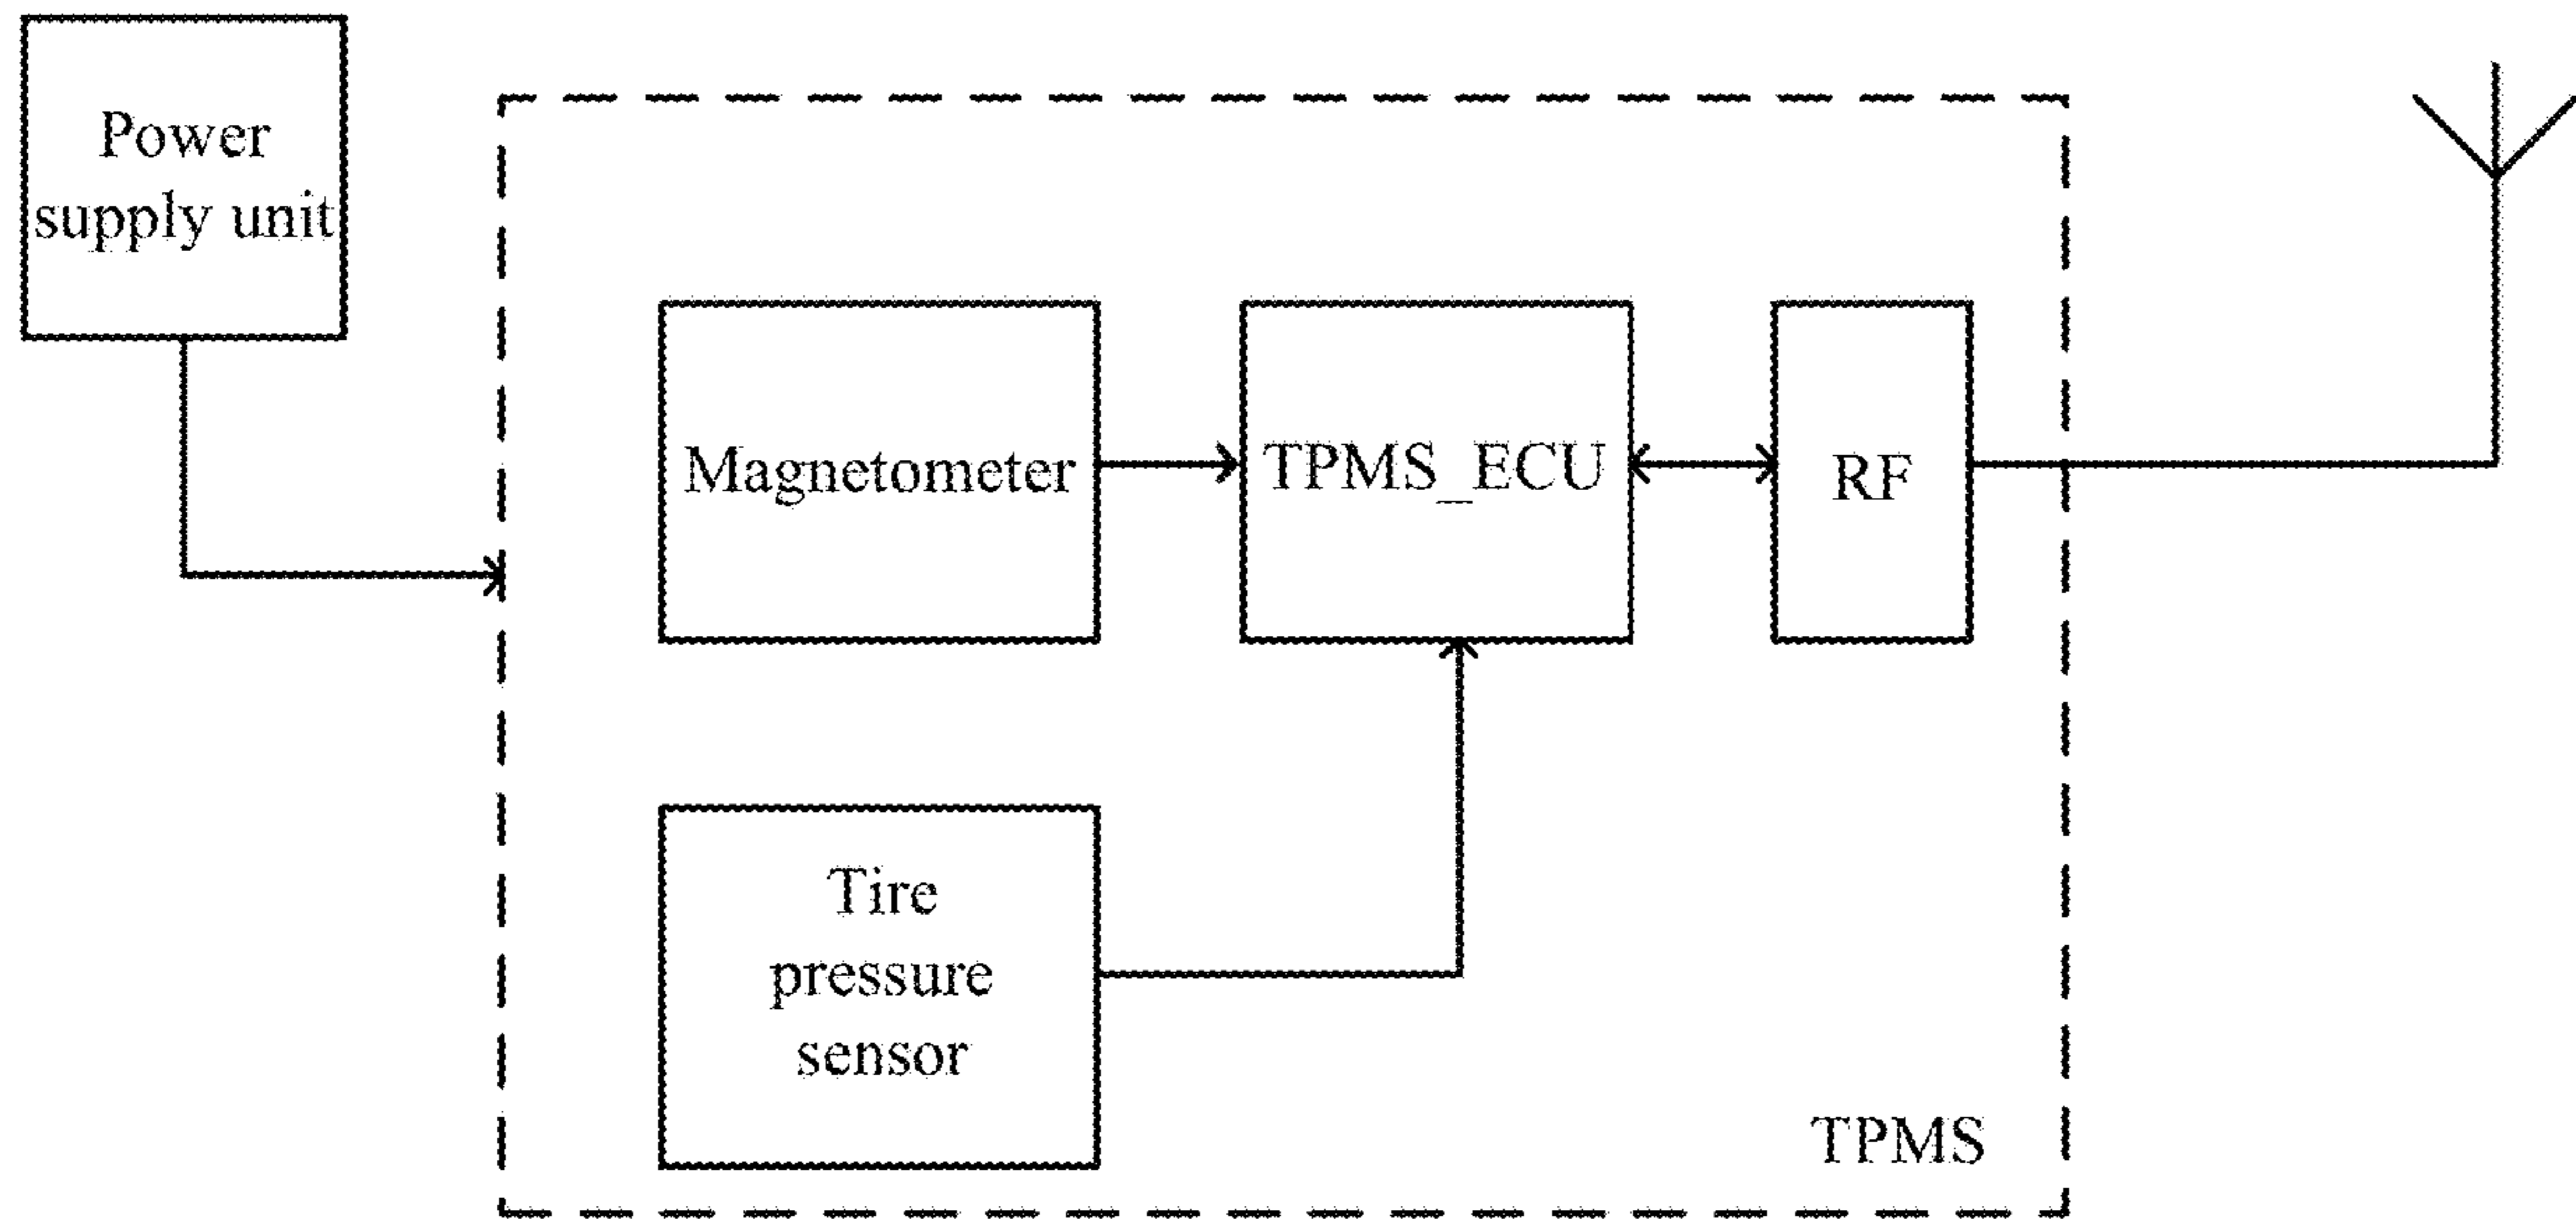 Power
supply unit
Magnetometer
TPMS_ECU
RF
Tire
pressure
sensor
TPMS